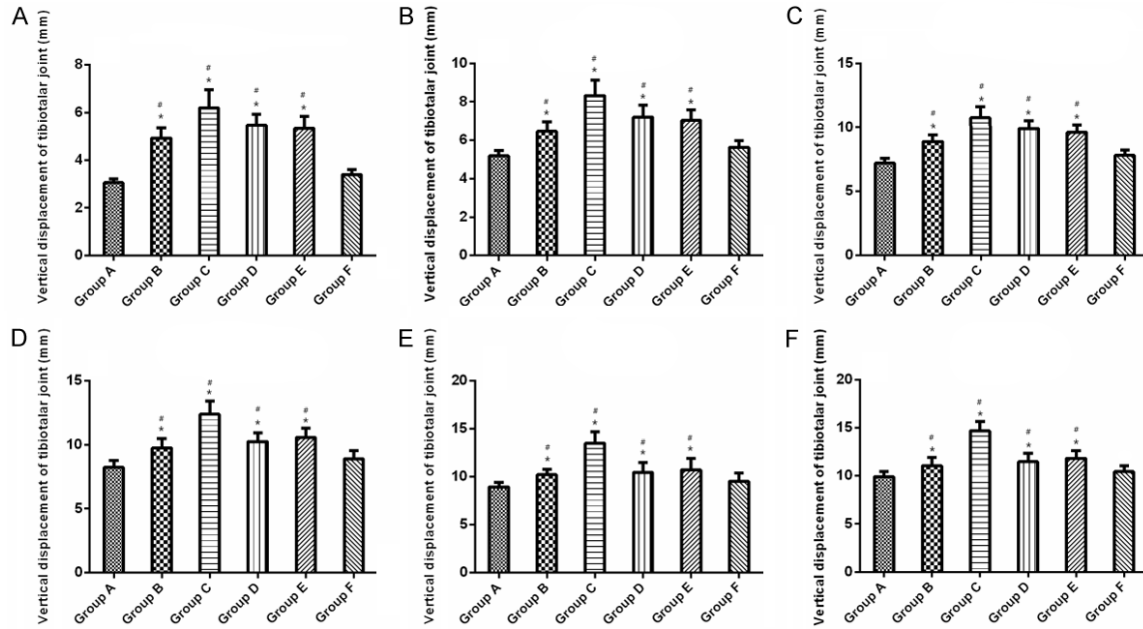 A
Vertical displacement of tibiotalar joint (mm)
8
6
4
2
0
#
*
#
*
#
*
#
*
Group A
Group B
Group C
Group D
Group E
Group F
B
Vertical displacement of tibiotalar joint (mm)
10
8
6
4
2
0
#
*
#
*
#
*
#
*
Group A
Group B
Group C
Group D
Group E
Group F
C
Vertical displacement of tibiotalar joint (mm)
15
10
5
0
#
*
#
*
#
*
#
*
Group A
Group B
Group C
Group D
Group E
Group F
D
Vertical displacement of tibiotalar joint (mm)
15
10
5
0
#
*
#
*
#
*
#
*
Group A
Group B
Group C
Group D
Group E
Group F
E
Vertical displacement of tibiotalar joint (mm)
20
15
10
5
0
#
*
#
*
#
*
#
*
Group A
Group B
Group C
Group D
Group E
Group F
F
Vertical displacement of tibiotalar joint (mm)
20
15
10
5
0
#
*
#
*
#
*
#
*
Group A
Group B
Group C
Group D
Group E
Group F